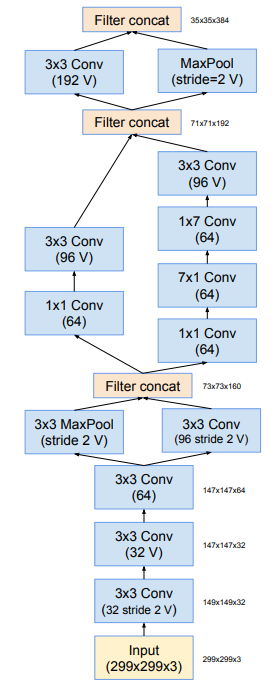 Filter concat
35x35x384
3x3 Conv
(192 V)
MaxPool
(stride=2 V)
Filter concat
71x71x192
3x3 Conv
(96 V)
1x7 Conv
(64)
3x3 Conv
(96 V)
7x1 Conv
(64)
1x1 Conv
(64)
1x1 Conv
(64)
Filter concat
73x73x160
3x3 MaxPool
(stride 2 V)
3x3 Conv
(96 stride 2 V)
3x3 Conv
(64)
147x147x64
3x3 Conv
(32 V)
147x147x32
3x3 Conv
(32 stride 2 V)
149x149x32
Input
(299x299x3)
299x299x3